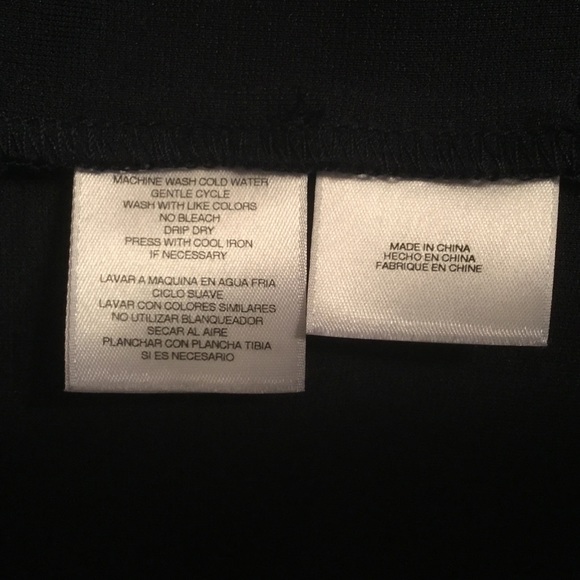 MACHINE WASH COLD WATER
GENTLE CYCLE
WASH WITH LIKE COLORS
NO BLEACH
DRIP DRY
PRESS WITH COOL IRON
IF NECESSARY
LAVAR A MAQUINA EN AGUA FRIA
CICLO SUAVE
LAVAR CON COLORES SIMILARES
NO UTILIZAR BLANQUEADOR
SECAR AL AIRE
PLANCHAR CON PLANCHA TIBIA
SI ES NECESARIO
MADE IN CHINA
HECHO EN CHINA
FABRIQUE EN CHINE